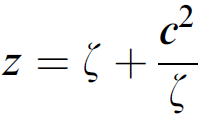 z = ζ + c²/ζ